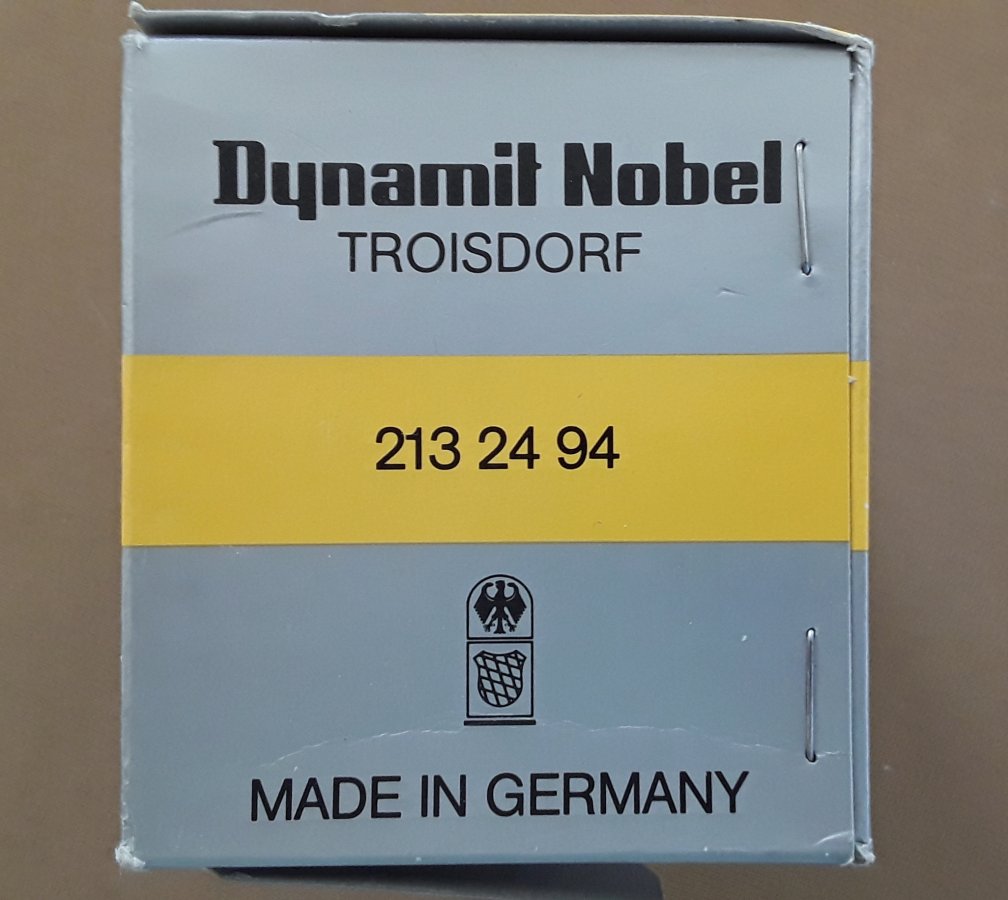 Dynamit Nobel
TROISDORF
213 24 94
MADE IN GERMANY